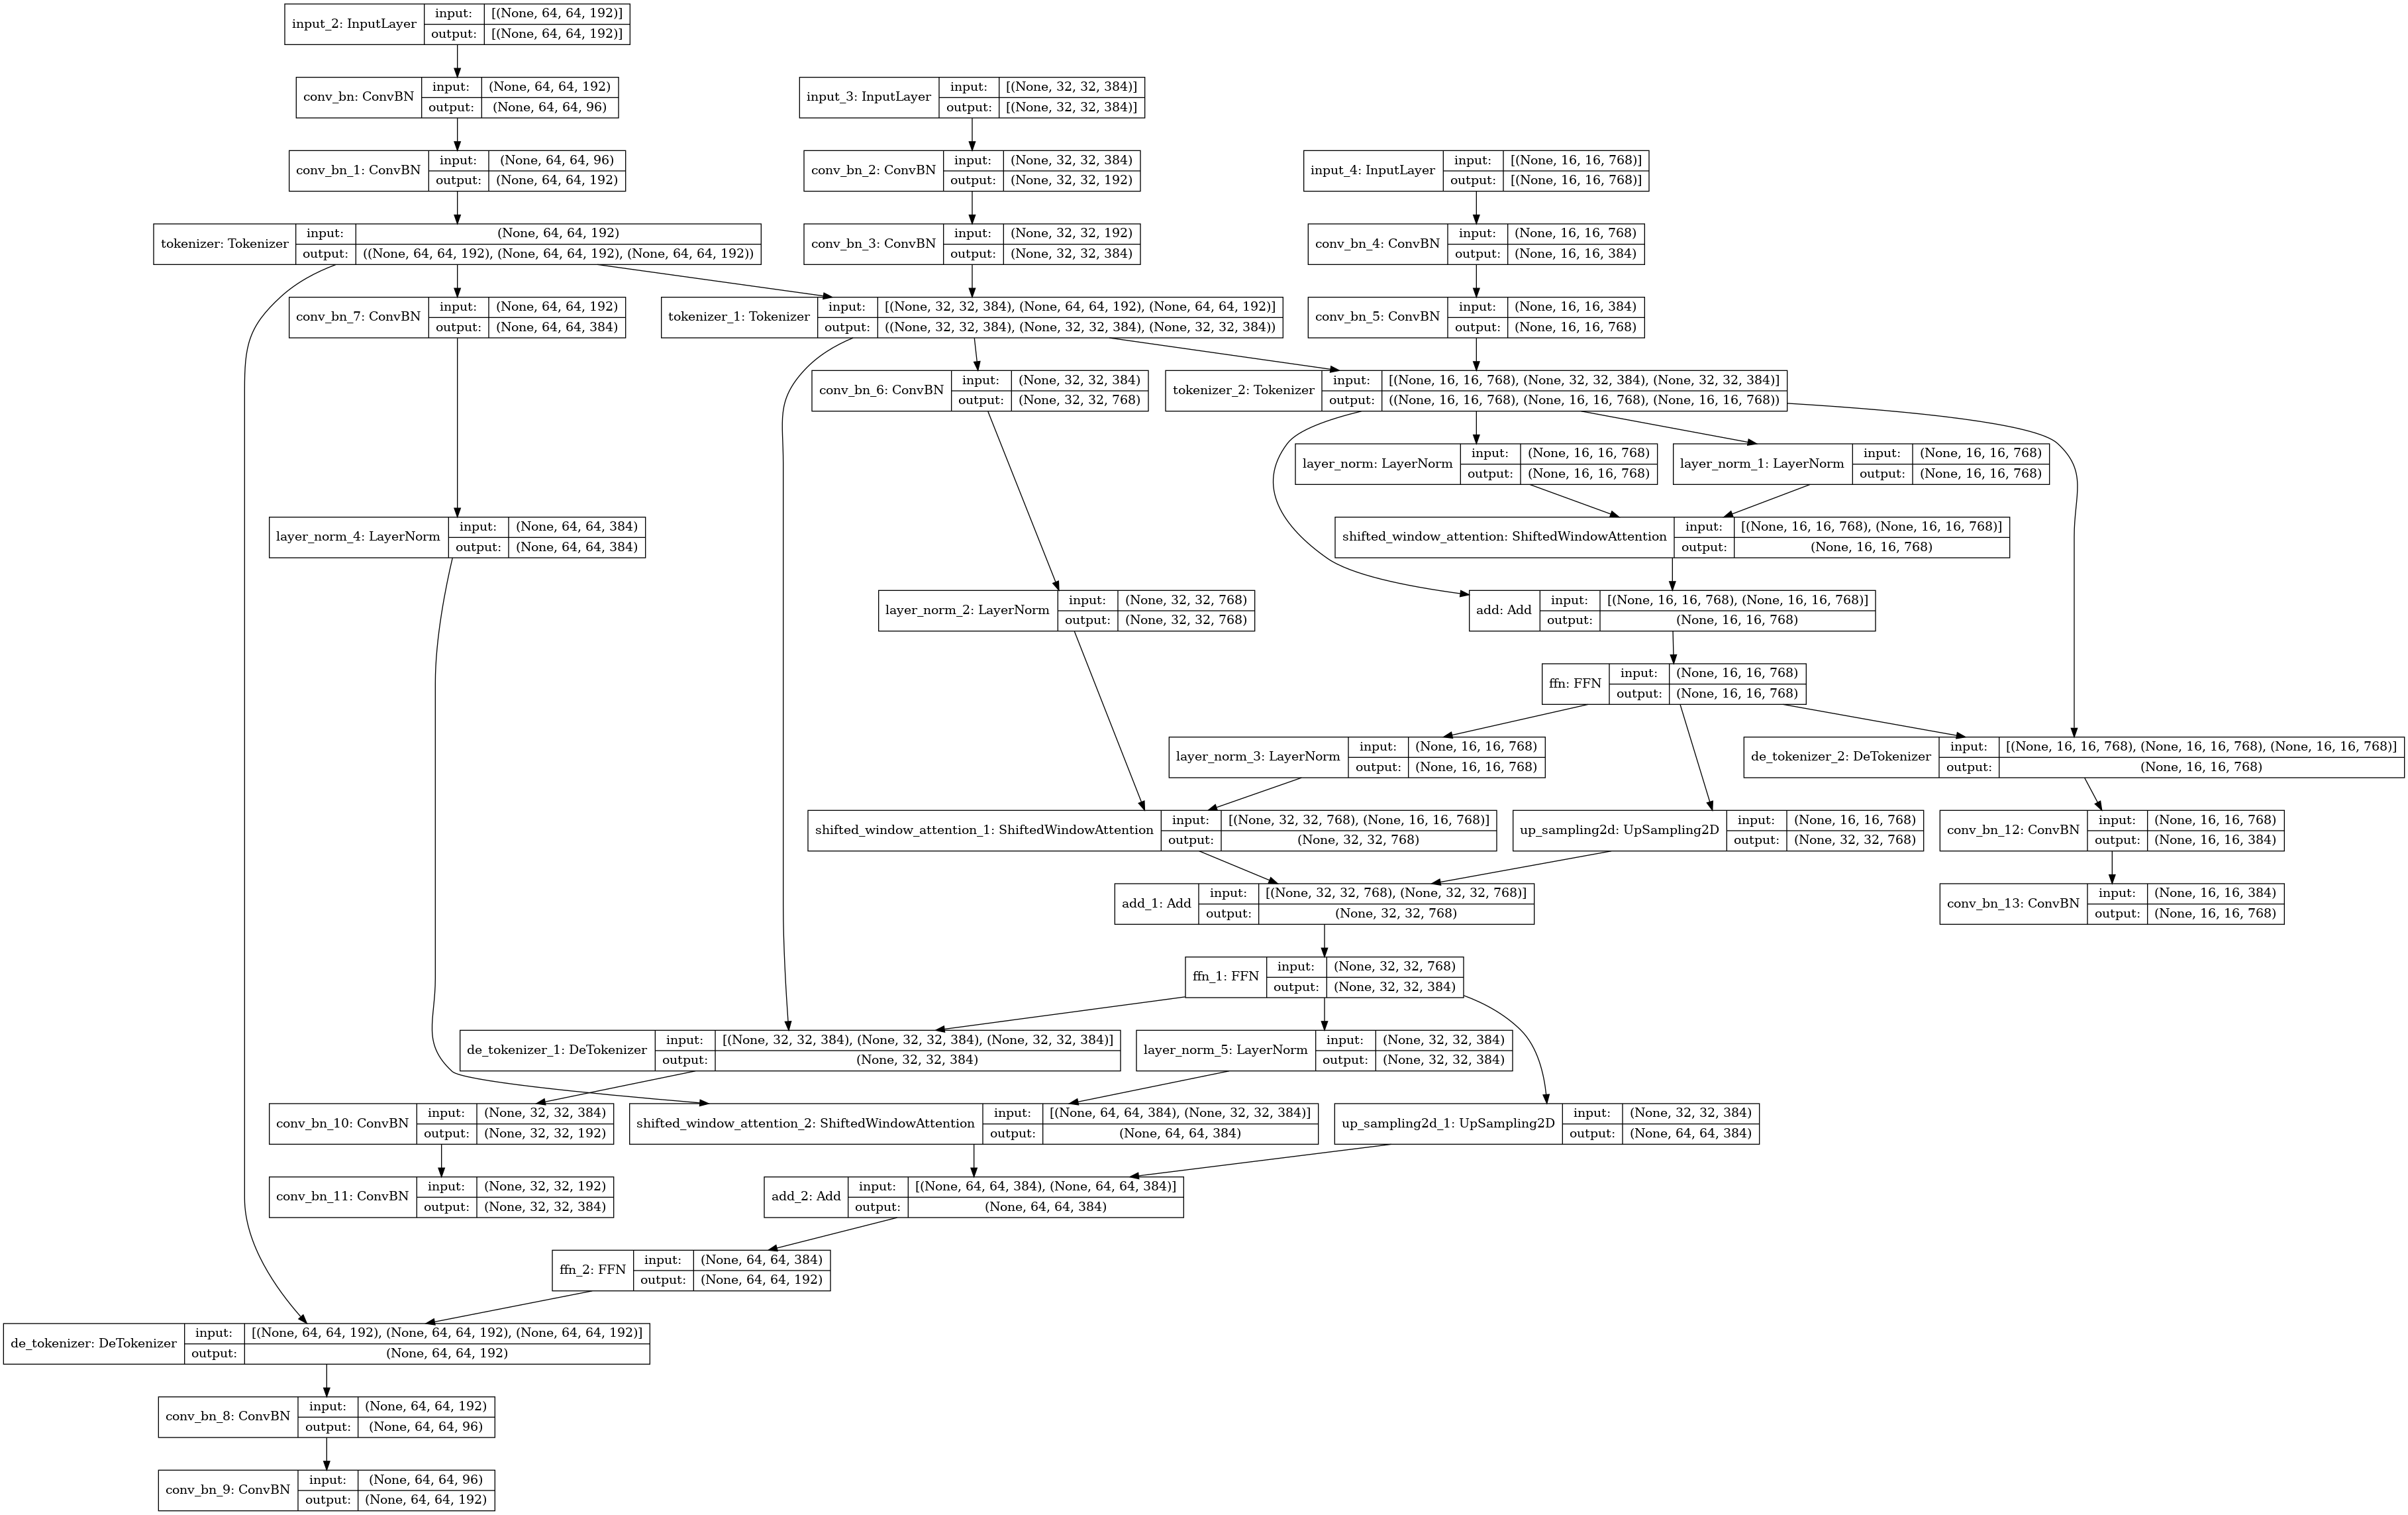 input_2: InputLayer
input: [(None, 64, 64, 192)]
output: [(None, 64, 64, 192)]
conv_bn: ConvBN
input: (None, 64, 64, 192)
output: (None, 64, 64, 96)
input_3: InputLayer
input: [(None, 32, 32, 384)]
output: [(None, 32, 32, 384)]
conv_bn_1: ConvBN
input: (None, 64, 64, 96)
output: (None, 64, 64, 192)
conv_bn_2: ConvBN
input: (None, 32, 32, 384)
output: (None, 32, 32, 192)
input_4: InputLayer
input: [(None, 16, 16, 768)]
output: [(None, 16, 16, 768)]
tokenizer: Tokenizer
input: (None, 64, 64, 192)
output: ((None, 64, 64, 192), (None, 64, 64, 192), (None, 64, 64, 192))
conv_bn_3: ConvBN
input: (None, 32, 32, 192)
output: (None, 32, 32, 384)
conv_bn_4: ConvBN
input: (None, 16, 16, 768)
output: (None, 16, 16, 384)
conv_bn_7: ConvBN
input: (None, 64, 64, 192)
output: (None, 64, 64, 384)
tokenizer_1: Tokenizer
input: [(None, 32, 32, 384), (None, 64, 64, 192), (None, 64, 64, 192)]
output: ((None, 32, 32, 384), (None, 32, 32, 384), (None, 32, 32, 384))
conv_bn_5: ConvBN
input: (None, 16, 16, 384)
output: (None, 16, 16, 768)
conv_bn_6: ConvBN
input: (None, 32, 32, 384)
output: (None, 32, 32, 768)
tokenizer_2: Tokenizer
input: [(None, 16, 16, 768), (None, 32, 32, 384), (None, 32, 32, 384)]
output: ((None, 16, 16, 768), (None, 16, 16, 768), (None, 16, 16, 768))
layer_norm: LayerNorm
input: (None, 16, 16, 768)
output: (None, 16, 16, 768)
layer_norm_1: LayerNorm
input: (None, 16, 16, 768)
output: (None, 16, 16, 768)
layer_norm_4: LayerNorm
input: (None, 64, 64, 384)
output: (None, 64, 64, 384)
shifted_window_attention: ShiftedWindowAttention
input: [(None, 16, 16, 768), (None, 16, 16, 768)]
output: (None, 16, 16, 768)
layer_norm_2: LayerNorm
input: (None, 32, 32, 768)
output: (None, 32, 32, 768)
add: Add
input: [(None, 16, 16, 768), (None, 16, 16, 768)]
output: (None, 16, 16, 768)
ffn: FFN
input: (None, 16, 16, 768)
output: (None, 16, 16, 768)
layer_norm_3: LayerNorm
input: (None, 16, 16, 768)
output: (None, 16, 16, 768)
de_tokenizer_2: DeTokenizer
input: [(None, 16, 16, 768), (None, 16, 16, 768), (None, 16, 16, 768)]
output: (None, 16, 16, 768)
shifted_window_attention_1: ShiftedWindowAttention
input: [(None, 32, 32, 768), (None, 16, 16, 768)]
output: (None, 32, 32, 768)
up_sampling2d: UpSampling2D
input: (None, 16, 16, 768)
output: (None, 32, 32, 768)
conv_bn_12: ConvBN
input: (None, 16, 16, 768)
output: (None, 16, 16, 384)
add_1: Add
input: [(None, 32, 32, 768), (None, 32, 32, 768)]
output: (None, 32, 32, 768)
conv_bn_13: ConvBN
input: (None, 16, 16, 384)
output: (None, 16, 16, 768)
ffn_1: FFN
input: (None, 32, 32, 768)
output: (None, 32, 32, 384)
de_tokenizer_1: DeTokenizer
input: [(None, 32, 32, 384), (None, 32, 32, 384), (None, 32, 32, 384)]
output: (None, 32, 32, 384)
layer_norm_5: LayerNorm
input: (None, 32, 32, 384)
output: (None, 32, 32, 384)
conv_bn_10: ConvBN
input: (None, 32, 32, 384)
output: (None, 32, 32, 192)
shifted_window_attention_2: ShiftedWindowAttention
input: [(None, 64, 64, 384), (None, 32, 32, 384)]
output: (None, 64, 64, 384)
up_sampling2d_1: UpSampling2D
input: (None, 32, 32, 384)
output: (None, 64, 64, 384)
conv_bn_11: ConvBN
input: (None, 32, 32, 192)
output: (None, 32, 32, 384)
add_2: Add
input: [(None, 64, 64, 384), (None, 64, 64, 384)]
output: (None, 64, 64, 384)
ffn_2: FFN
input: (None, 64, 64, 384)
output: (None, 64, 64, 192)
de_tokenizer: DeTokenizer
input: [(None, 64, 64, 192), (None, 64, 64, 192), (None, 64, 64, 192)]
output: (None, 64, 64, 192)
conv_bn_8: ConvBN
input: (None, 64, 64, 192)
output: (None, 64, 64, 96)
conv_bn_9: ConvBN
input: (None, 64, 64, 96)
output: (None, 64, 64, 192)